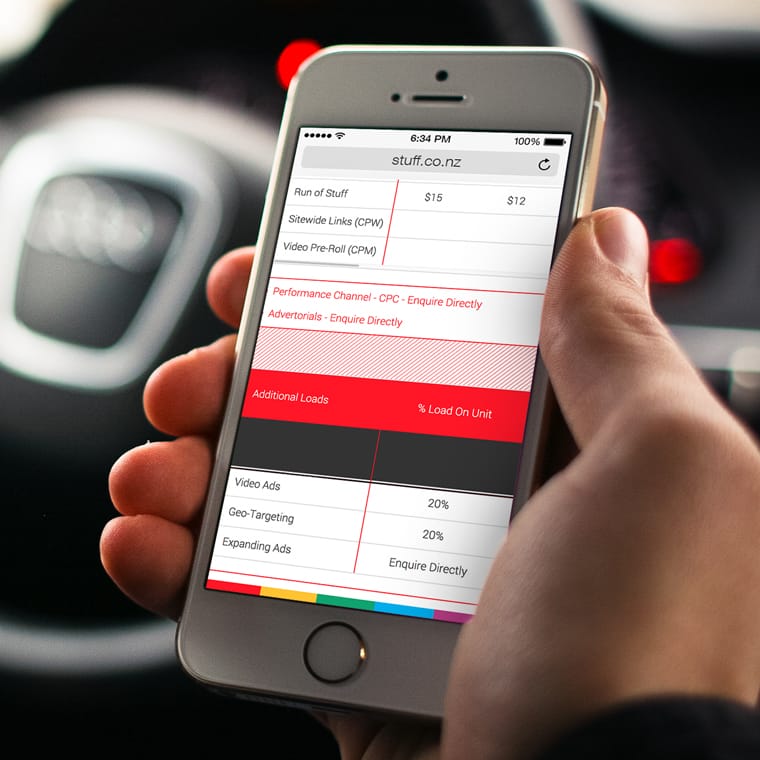 6:34 PM
100%
stuff.co.nz
Run of Stuff $15 $12
Sitewide Links (CPW)
Video Pre-Roll (CPM)
Performance Channel - CPC - Enquire Directly
Advertorials - Enquire Directly
Additional Loads % Load On Unit
Video Ads 20%
Geo-Targeting 20%
Expanding Ads Enquire Directly